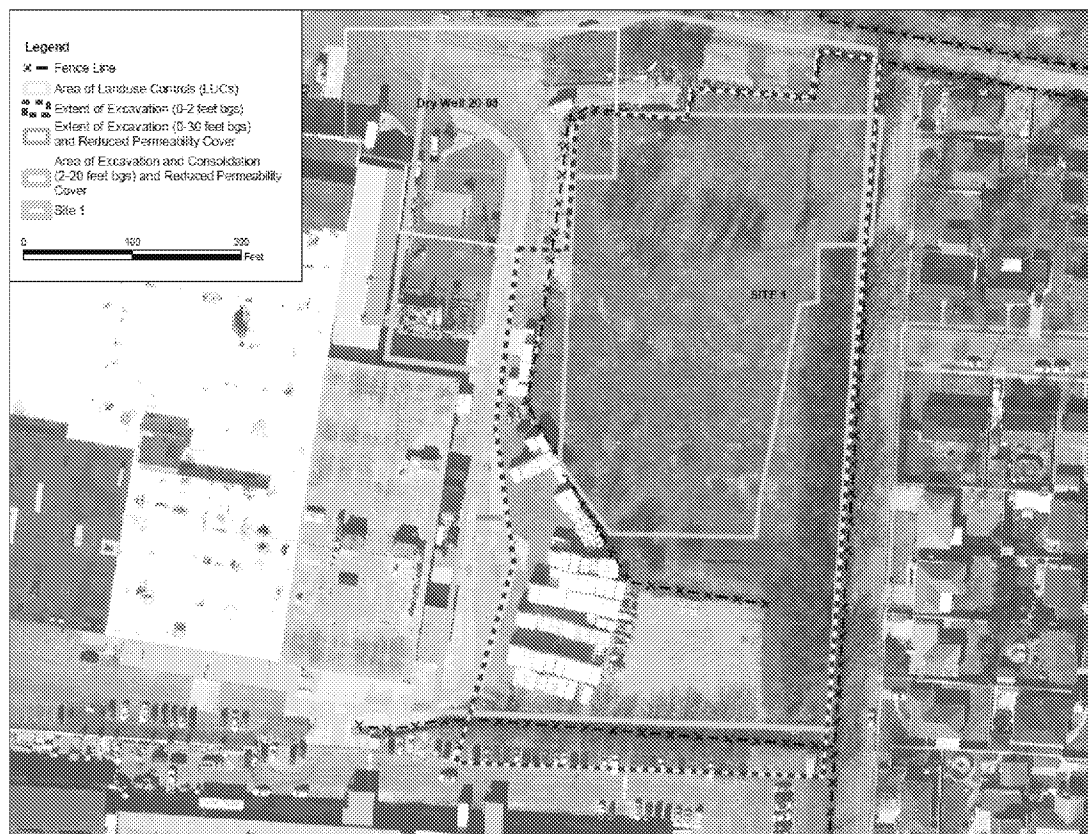 Legend
Fence Line
Area of Landuse Controls (LUCs)
Extent of Excavation (0-2 feet bgs)
Extent of Excavation (0-30 feet bgs)
and Reduced Permeability Cover
Area of Excavation and Consolidation
(2-20 feet bgs) and Reduced Permeability
Cover
Site 1
0 100 200
Feet
Dry Well 20-08
SITE 1